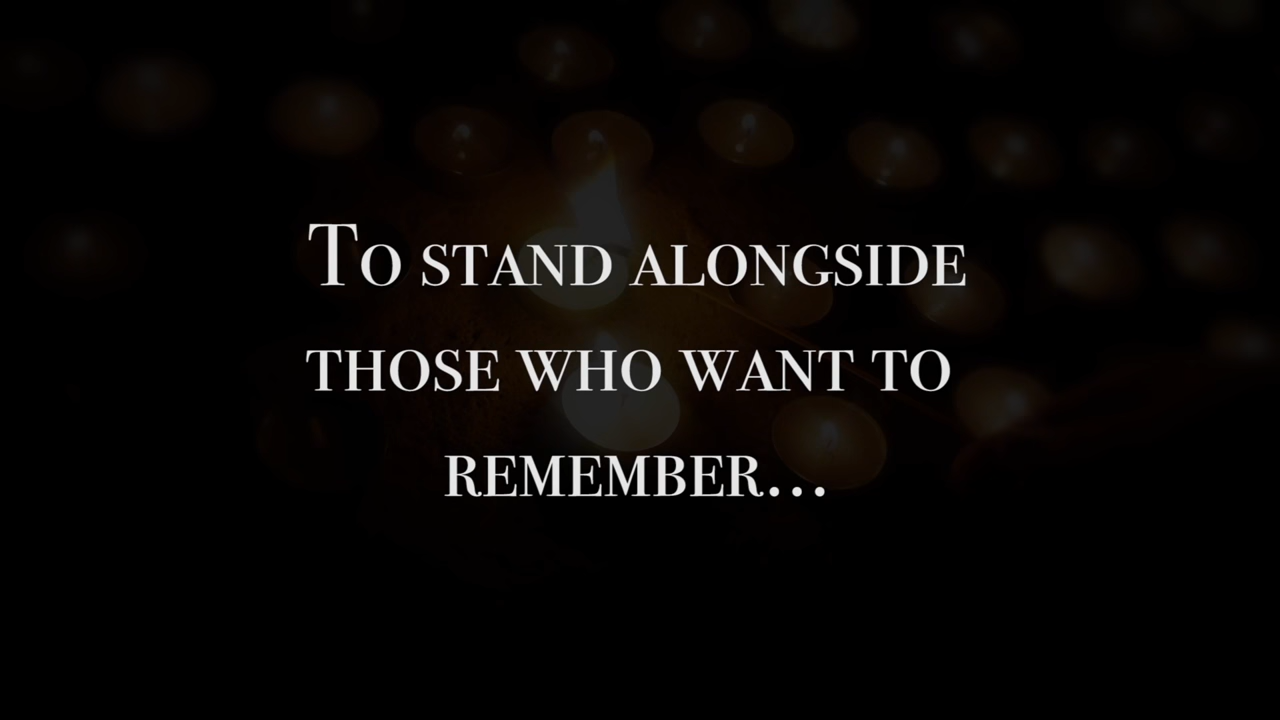 To stand alongside
those who want to
remember...